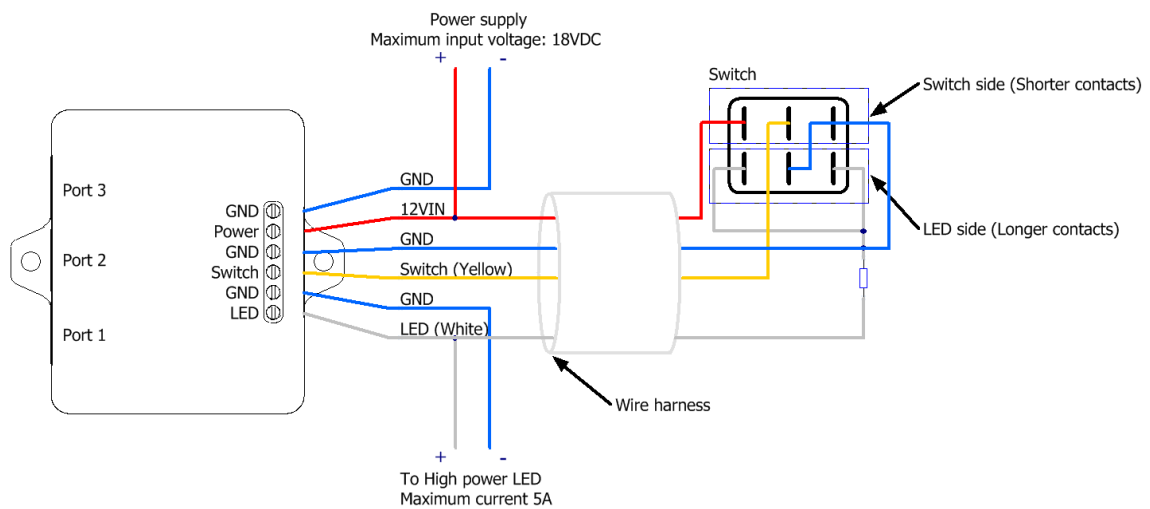 Power supply
Maximum input voltage: 18VDC
+ -
Switch
Switch side (Shorter contacts)
Port 3
GND
GND
12VIN
Power
GND
GND
LED side (Longer contacts)
Port 2
Switch
Switch (Yellow)
GND
GND
LED
LED (White)
Port 1
Wire harness
+ -
To High power LED
Maximum current 5A